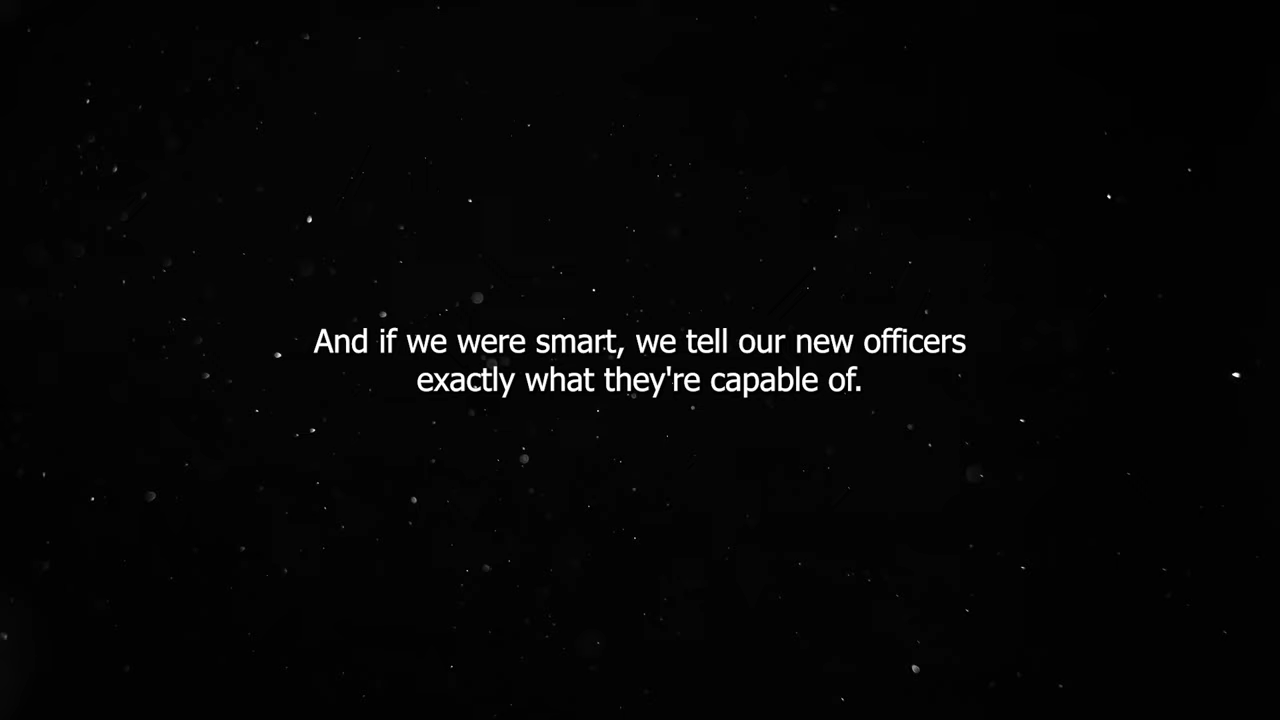 And if we were smart, we tell our new officers
exactly what they're capable of.